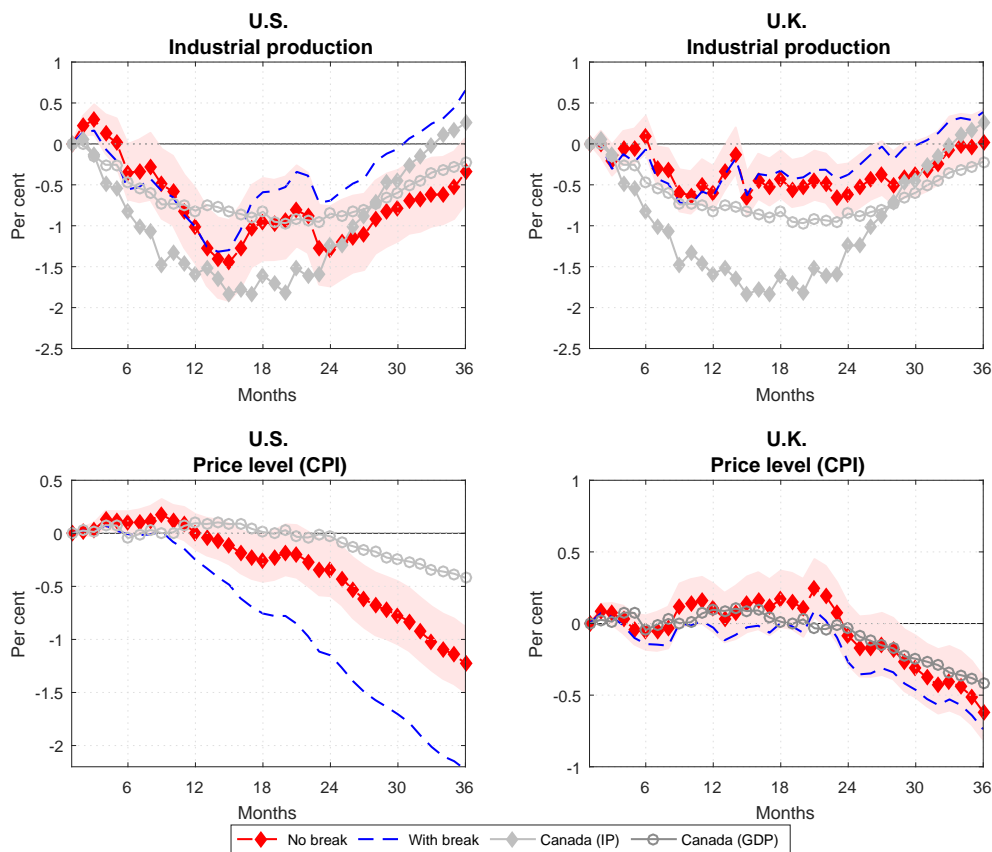 U.S.
Industrial production
1
0.5
0
-0.5
-1
-1.5
-2
-2.5
Per cent
6 12 18 24 30 36
Months
U.K.
Industrial production
1
0.5
0
-0.5
-1
-1.5
-2
-2.5
Per cent
6 12 18 24 30 36
Months
U.S.
Price level (CPI)
0.5
0
-0.5
-1
-1.5
-2
Per cent
6 12 18 24 30 36
Months
U.K.
Price level (CPI)
1
0.5
0
-0.5
-1
Per cent
6 12 18 24 30 36
Months
No break With break Canada (IP) Canada (GDP)